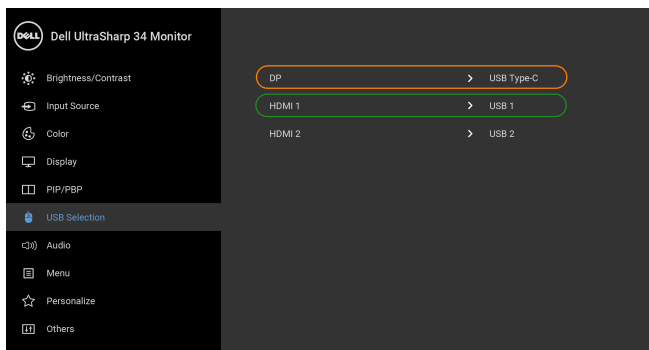 DELL Dell UltraSharp 34 Monitor
Brightness/Contrast
DP > USB Type-C
Input Source
HDMI 1 > USB 1
Color
HDMI 2 > USB 2
Display
PIP/PBP
USB Selection
Audio
Menu
Personalize
Others